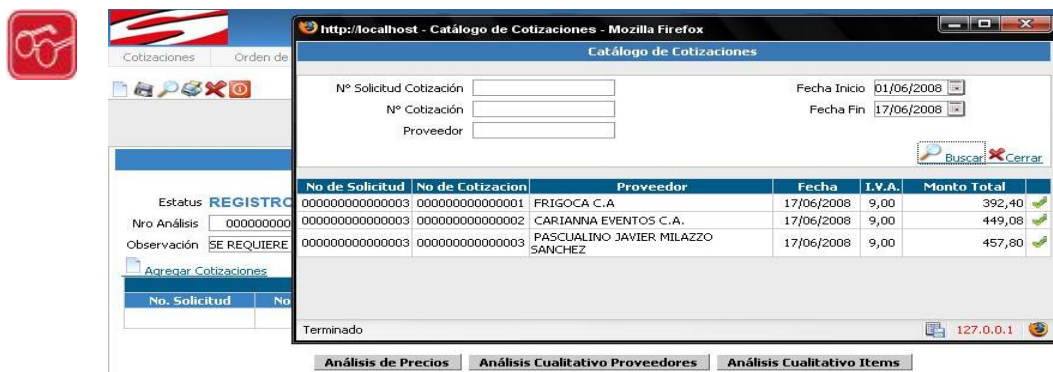 http://localhost - Catálogo de Cotizaciones - Mozilla Firefox
Catálogo de Cotizaciones
Cotizaciones Orden de
Nº Solicitud Cotización Fecha Inicio 01/06/2008
Nº Cotización Fecha Fin 17/06/2008
Proveedor
Buscar Cerrar
No de Solicitud No de Cotizacion Proveedor Fecha I.V.A. Monto Total
000000000000003 000000000000001 FRIGOCA C.A 17/06/2008 9,00 392,40
000000000000003 000000000000002 CARIANNA EVENTOS C.A. 17/06/2008 9,00 449,08
000000000000003 000000000000003 PASCUALINO JAVIER MILAZZO SANCHEZ 17/06/2008 9,00 457,80
Estatus REGISTRO
Nro Análisis 000000000
Observación SE REQUIERE
Agregar Cotizaciones
No. Solicitud No
Terminado 127.0.0.1
Análisis de Precios Análisis Cualitativo Proveedores Análisis Cualitativo Items